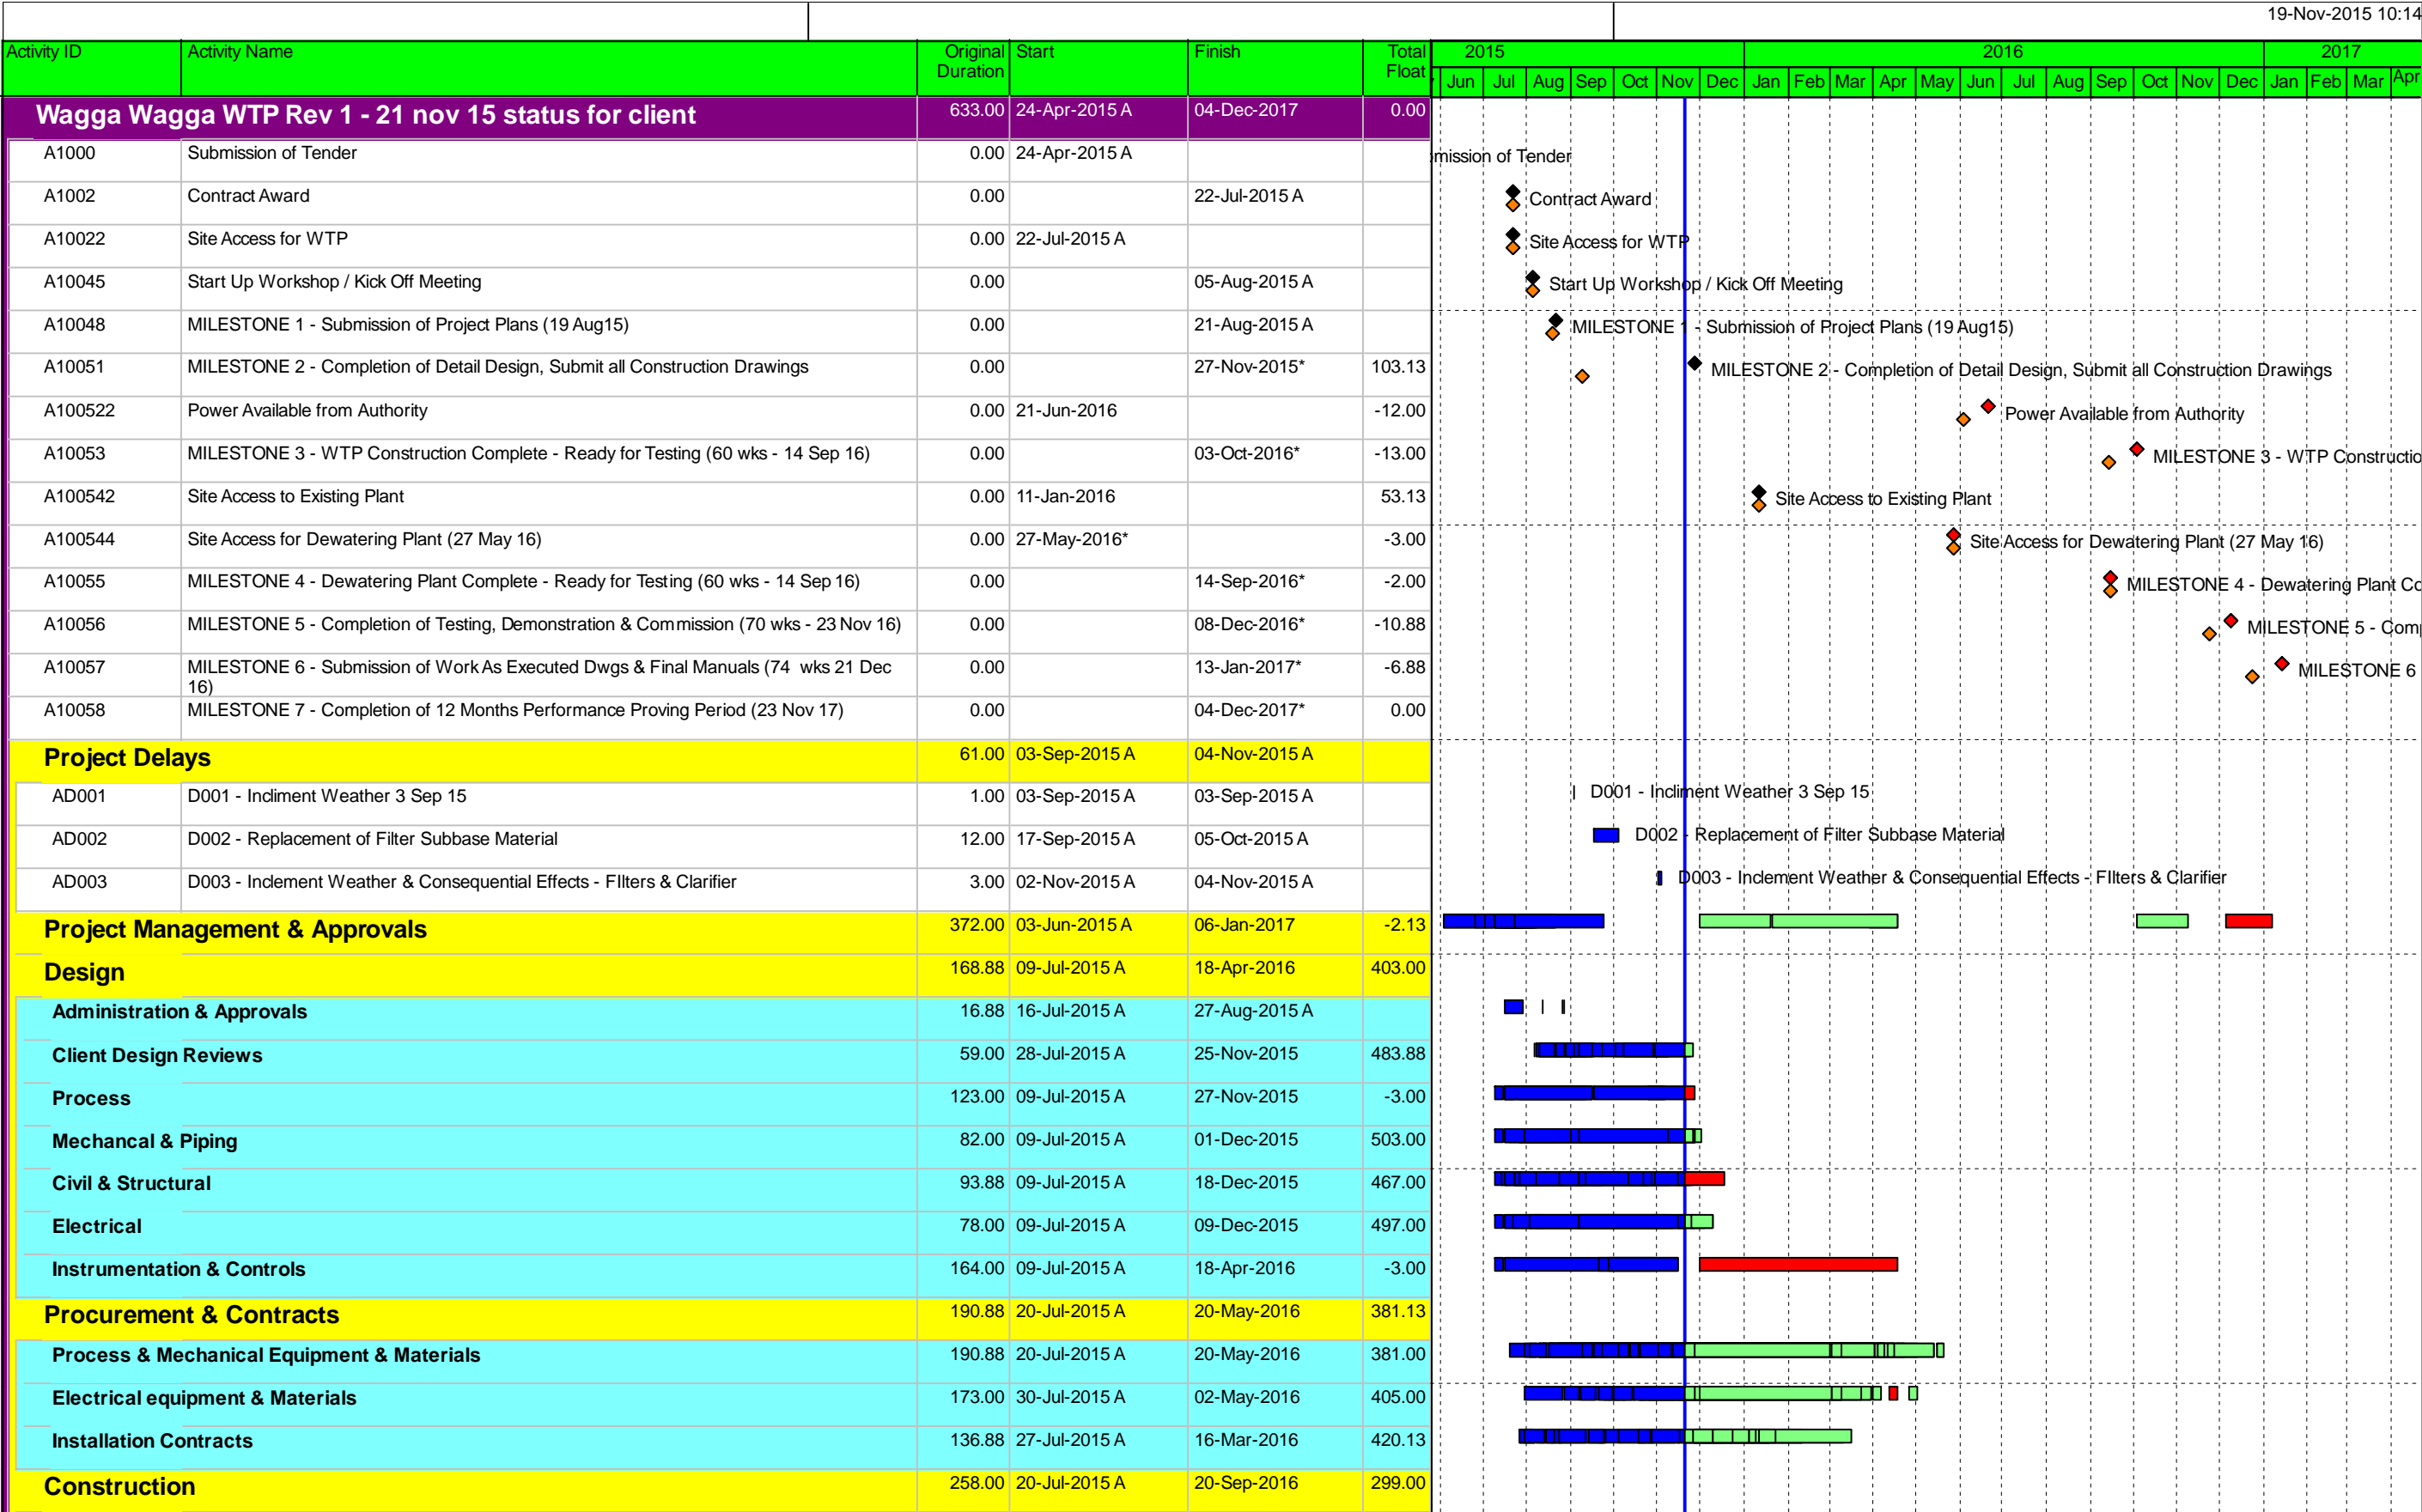 19-Nov-2015 10:14
Activity ID Activity Name Original Duration Start Finish Total Float 2015 2016 2017
Jun Jul Aug Sep Oct Nov Dec Jan Feb Mar Apr May Jun Jul Aug Sep Oct Nov Dec Jan Feb Mar Apr
Wagga Wagga WTP Rev 1 - 21 nov 15 status for client 633.00 24-Apr-2015 A 04-Dec-2017 0.00
A1000 Submission of Tender 0.00 24-Apr-2015 A mission of Tender
A1002 Contract Award 0.00 22-Jul-2015 A Contract Award
A10022 Site Access for WTP 0.00 22-Jul-2015 A Site Access for WTP
A10045 Start Up Workshop / Kick Off Meeting 0.00 05-Aug-2015 A Start Up Workshop / Kick Off Meeting
A10048 MILESTONE 1 - Submission of Project Plans (19 Aug15) 0.00 21-Aug-2015 A MILESTONE 1 - Submission of Project Plans (19 Aug15)
A10051 MILESTONE 2 - Completion of Detail Design, Submit all Construction Drawings 0.00 27-Nov-2015* 103.13 MILESTONE 2 - Completion of Detail Design, Submit all Construction Drawings
A100522 Power Available from Authority 0.00 21-Jun-2016 -12.00 Power Available from Authority
A10053 MILESTONE 3 - WTP Construction Complete - Ready for Testing (60 wks - 14 Sep 16) 0.00 03-Oct-2016* -13.00 MILESTONE 3 - WTP Constructio
A100542 Site Access to Existing Plant 0.00 11-Jan-2016 53.13 Site Access to Existing Plant
A100544 Site Access for Dewatering Plant (27 May 16) 0.00 27-May-2016* -3.00 Site Access for Dewatering Plant (27 May 16)
A10055 MILESTONE 4 - Dewatering Plant Complete - Ready for Testing (60 wks - 14 Sep 16) 0.00 14-Sep-2016* -2.00 MILESTONE 4 - Dewatering Plant Co
A10056 MILESTONE 5 - Completion of Testing, Demonstration & Commission (70 wks - 23 Nov 16) 0.00 08-Dec-2016* -10.88 MILESTONE 5 - Comp
A10057 MILESTONE 6 - Submission of Work As Executed Dwgs & Final Manuals (74 wks 21 Dec 0.00 13-Jan-2017* -6.88 MILESTONE 6
16)
A10058 MILESTONE 7 - Completion of 12 Months Performance Proving Period (23 Nov 17) 0.00 04-Dec-2017* 0.00
Project Delays 61.00 03-Sep-2015 A 04-Nov-2015 A
AD001 D001 - Incliment Weather 3 Sep 15 1.00 03-Sep-2015 A 03-Sep-2015 A D001 - Incliment Weather 3 Sep 15
AD002 D002 - Replacement of Filter Subbase Material 12.00 17-Sep-2015 A 05-Oct-2015 A D002 - Replacement of Filter Subbase Material
AD003 D003 - Inclement Weather & Consequential Effects - FIlters & Clarifier 3.00 02-Nov-2015 A 04-Nov-2015 A D003 - Inclement Weather & Consequential Effects - FIlters & Clarifier
Project Management & Approvals 372.00 03-Jun-2015 A 06-Jan-2017 -2.13
Design 168.88 09-Jul-2015 A 18-Apr-2016 403.00
Administration & Approvals 16.88 16-Jul-2015 A 27-Aug-2015 A
Client Design Reviews 59.00 28-Jul-2015 A 25-Nov-2015 483.88
Process 123.00 09-Jul-2015 A 27-Nov-2015 -3.00
Mechancal & Piping 82.00 09-Jul-2015 A 01-Dec-2015 503.00
Civil & Structural 93.88 09-Jul-2015 A 18-Dec-2015 467.00
Electrical 78.00 09-Jul-2015 A 09-Dec-2015 497.00
Instrumentation & Controls 164.00 09-Jul-2015 A 18-Apr-2016 -3.00
Procurement & Contracts 190.88 20-Jul-2015 A 20-May-2016 381.13
Process & Mechanical Equipment & Materials 190.88 20-Jul-2015 A 20-May-2016 381.00
Electrical equipment & Materials 173.00 30-Jul-2015 A 02-May-2016 405.00
Installation Contracts 136.88 27-Jul-2015 A 16-Mar-2016 420.13
Construction 258.00 20-Jul-2015 A 20-Sep-2016 299.00